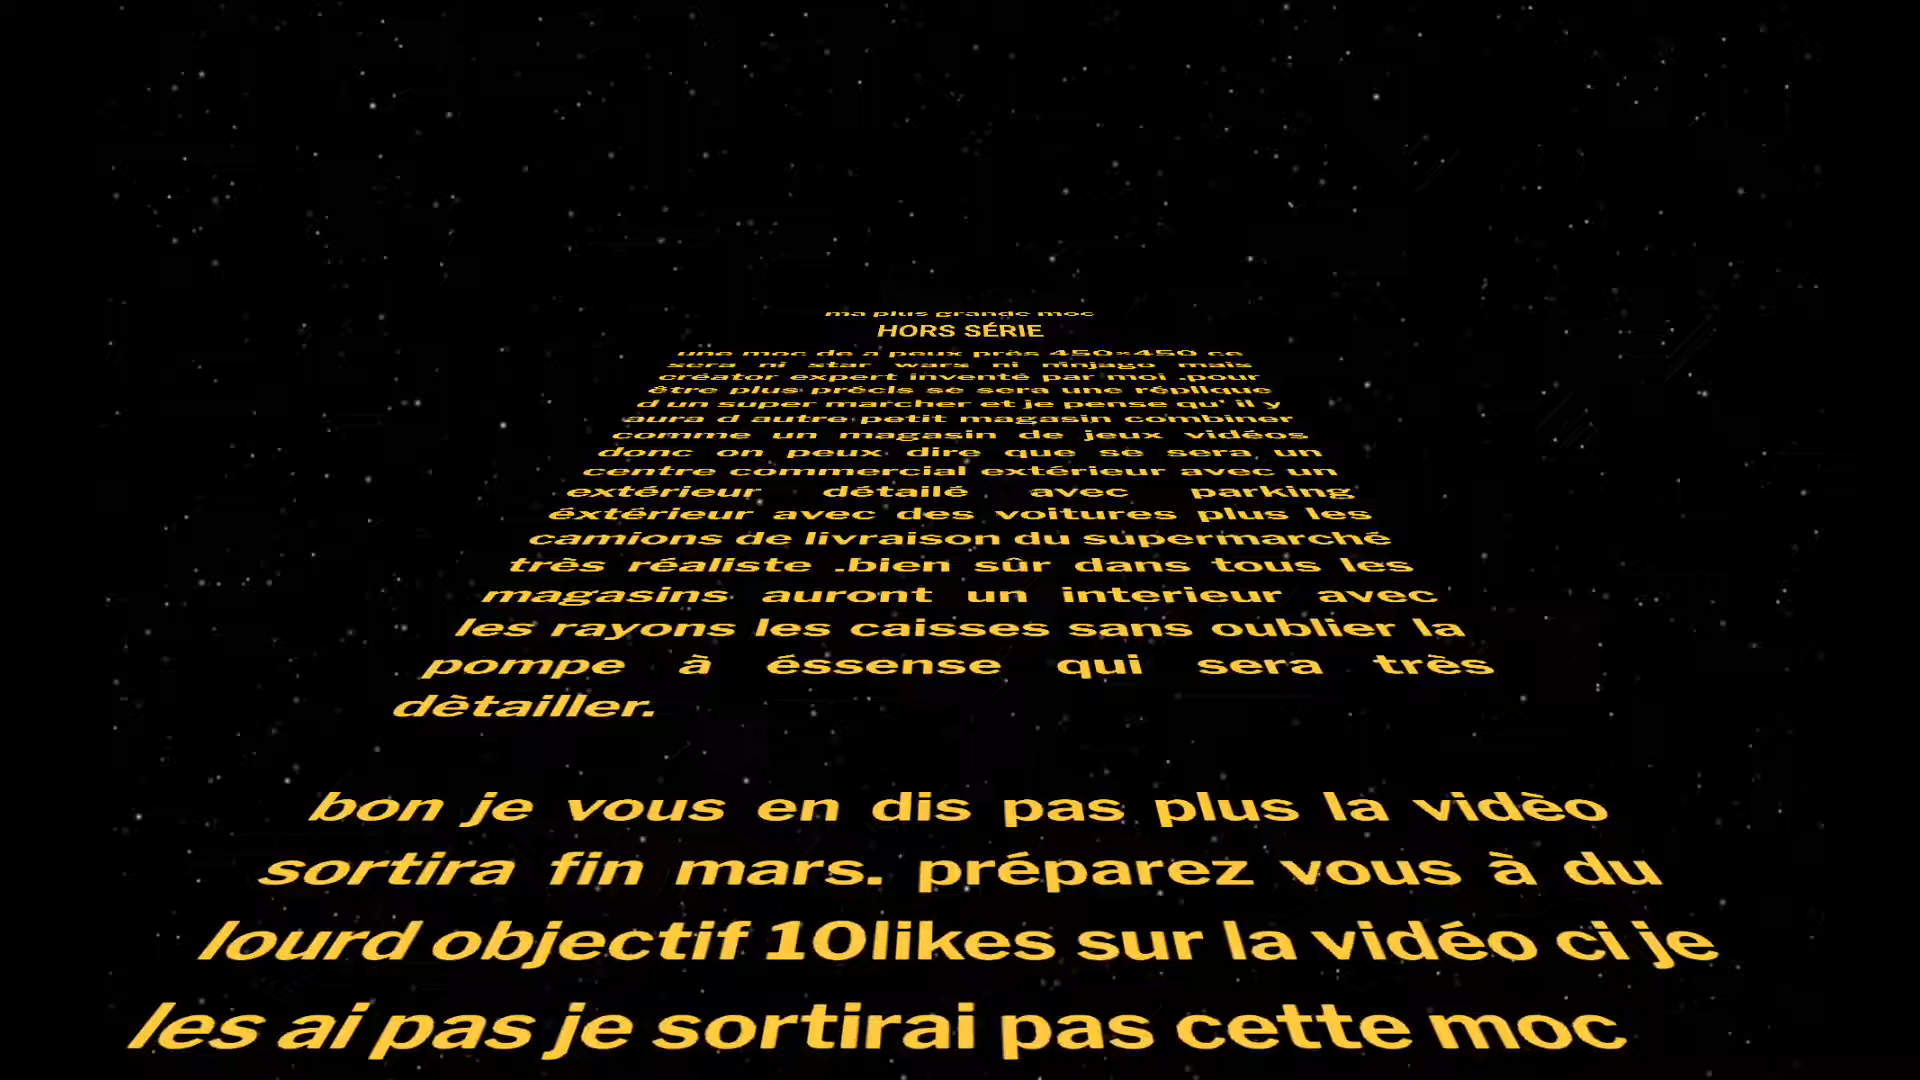 ma plus grande moc
HORS SÉRIE
une moc de a peux près 450×450 ce
sera ni star wars ni ninjago mais
créator expert inventé par moi .pour
être plus précis se sera une réplique
d un super marcher et je pense qu' il y
aura d autre petit magasin combiner
comme un magasin de jeux vidéos
donc on peux dire que se sera un
centre commercial extérieur avec un
extérieur détailé avec parking
éxtérieur avec des voitures plus les
camions de livraison du supermarché
très réaliste .bien sûr dans tous les
magasins auront un interieur avec
les rayons les caisses sans oublier la
pompe à éssense qui sera très
dètailler.
bon je vous en dis pas plus la vidèo
sortira fin mars. préparez vous à du
lourd objectif 10likes sur la vidéo ci je
les ai pas je sortirai pas cette moc